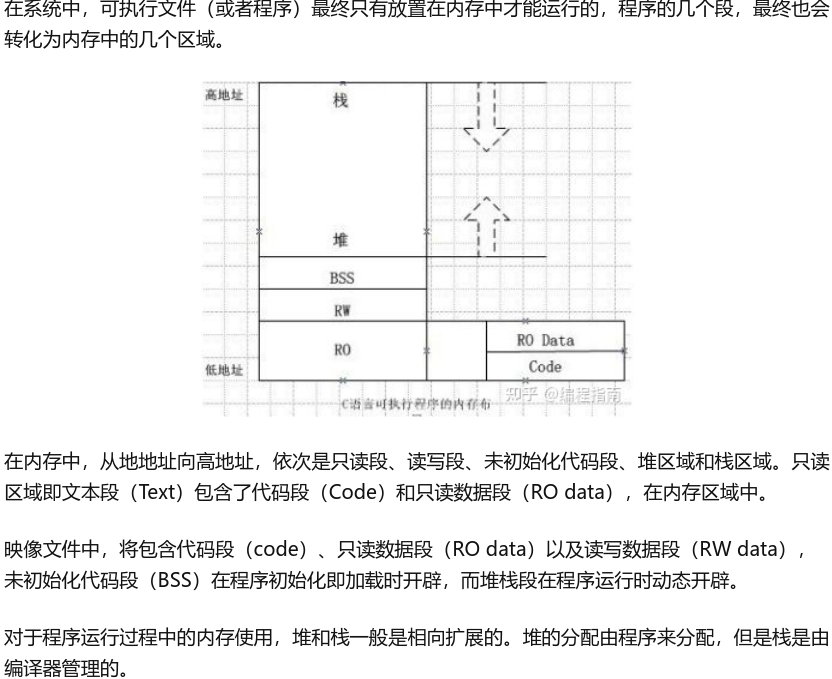 在系统中，可执行文件（或者程序）最终只有放置在内存中才能运行的，程序的几个段，最终也会
转化为内存中的几个区域。
高地址
栈
堆
BSS
RW
RO
RO Data
Code
低地址
知乎 @编程指南
C语言可执行程序的内存布
在内存中，从地地址向高地址，依次是只读段、读写段、未初始化代码段、堆区域和栈区域。只读
区域即文本段（Text）包含了代码段（Code）和只读数据段（RO data），在内存区域中。
映像文件中，将包含代码段（code）、只读数据段（RO data）以及读写数据段（RW data），
未初始化代码段（BSS）在程序初始化即加载时开辟，而堆栈段在程序运行时动态开辟。
对于程序运行过程中的内存使用，堆和栈一般是相向扩展的。堆的分配由程序来分配，但是栈是由
编译器管理的。